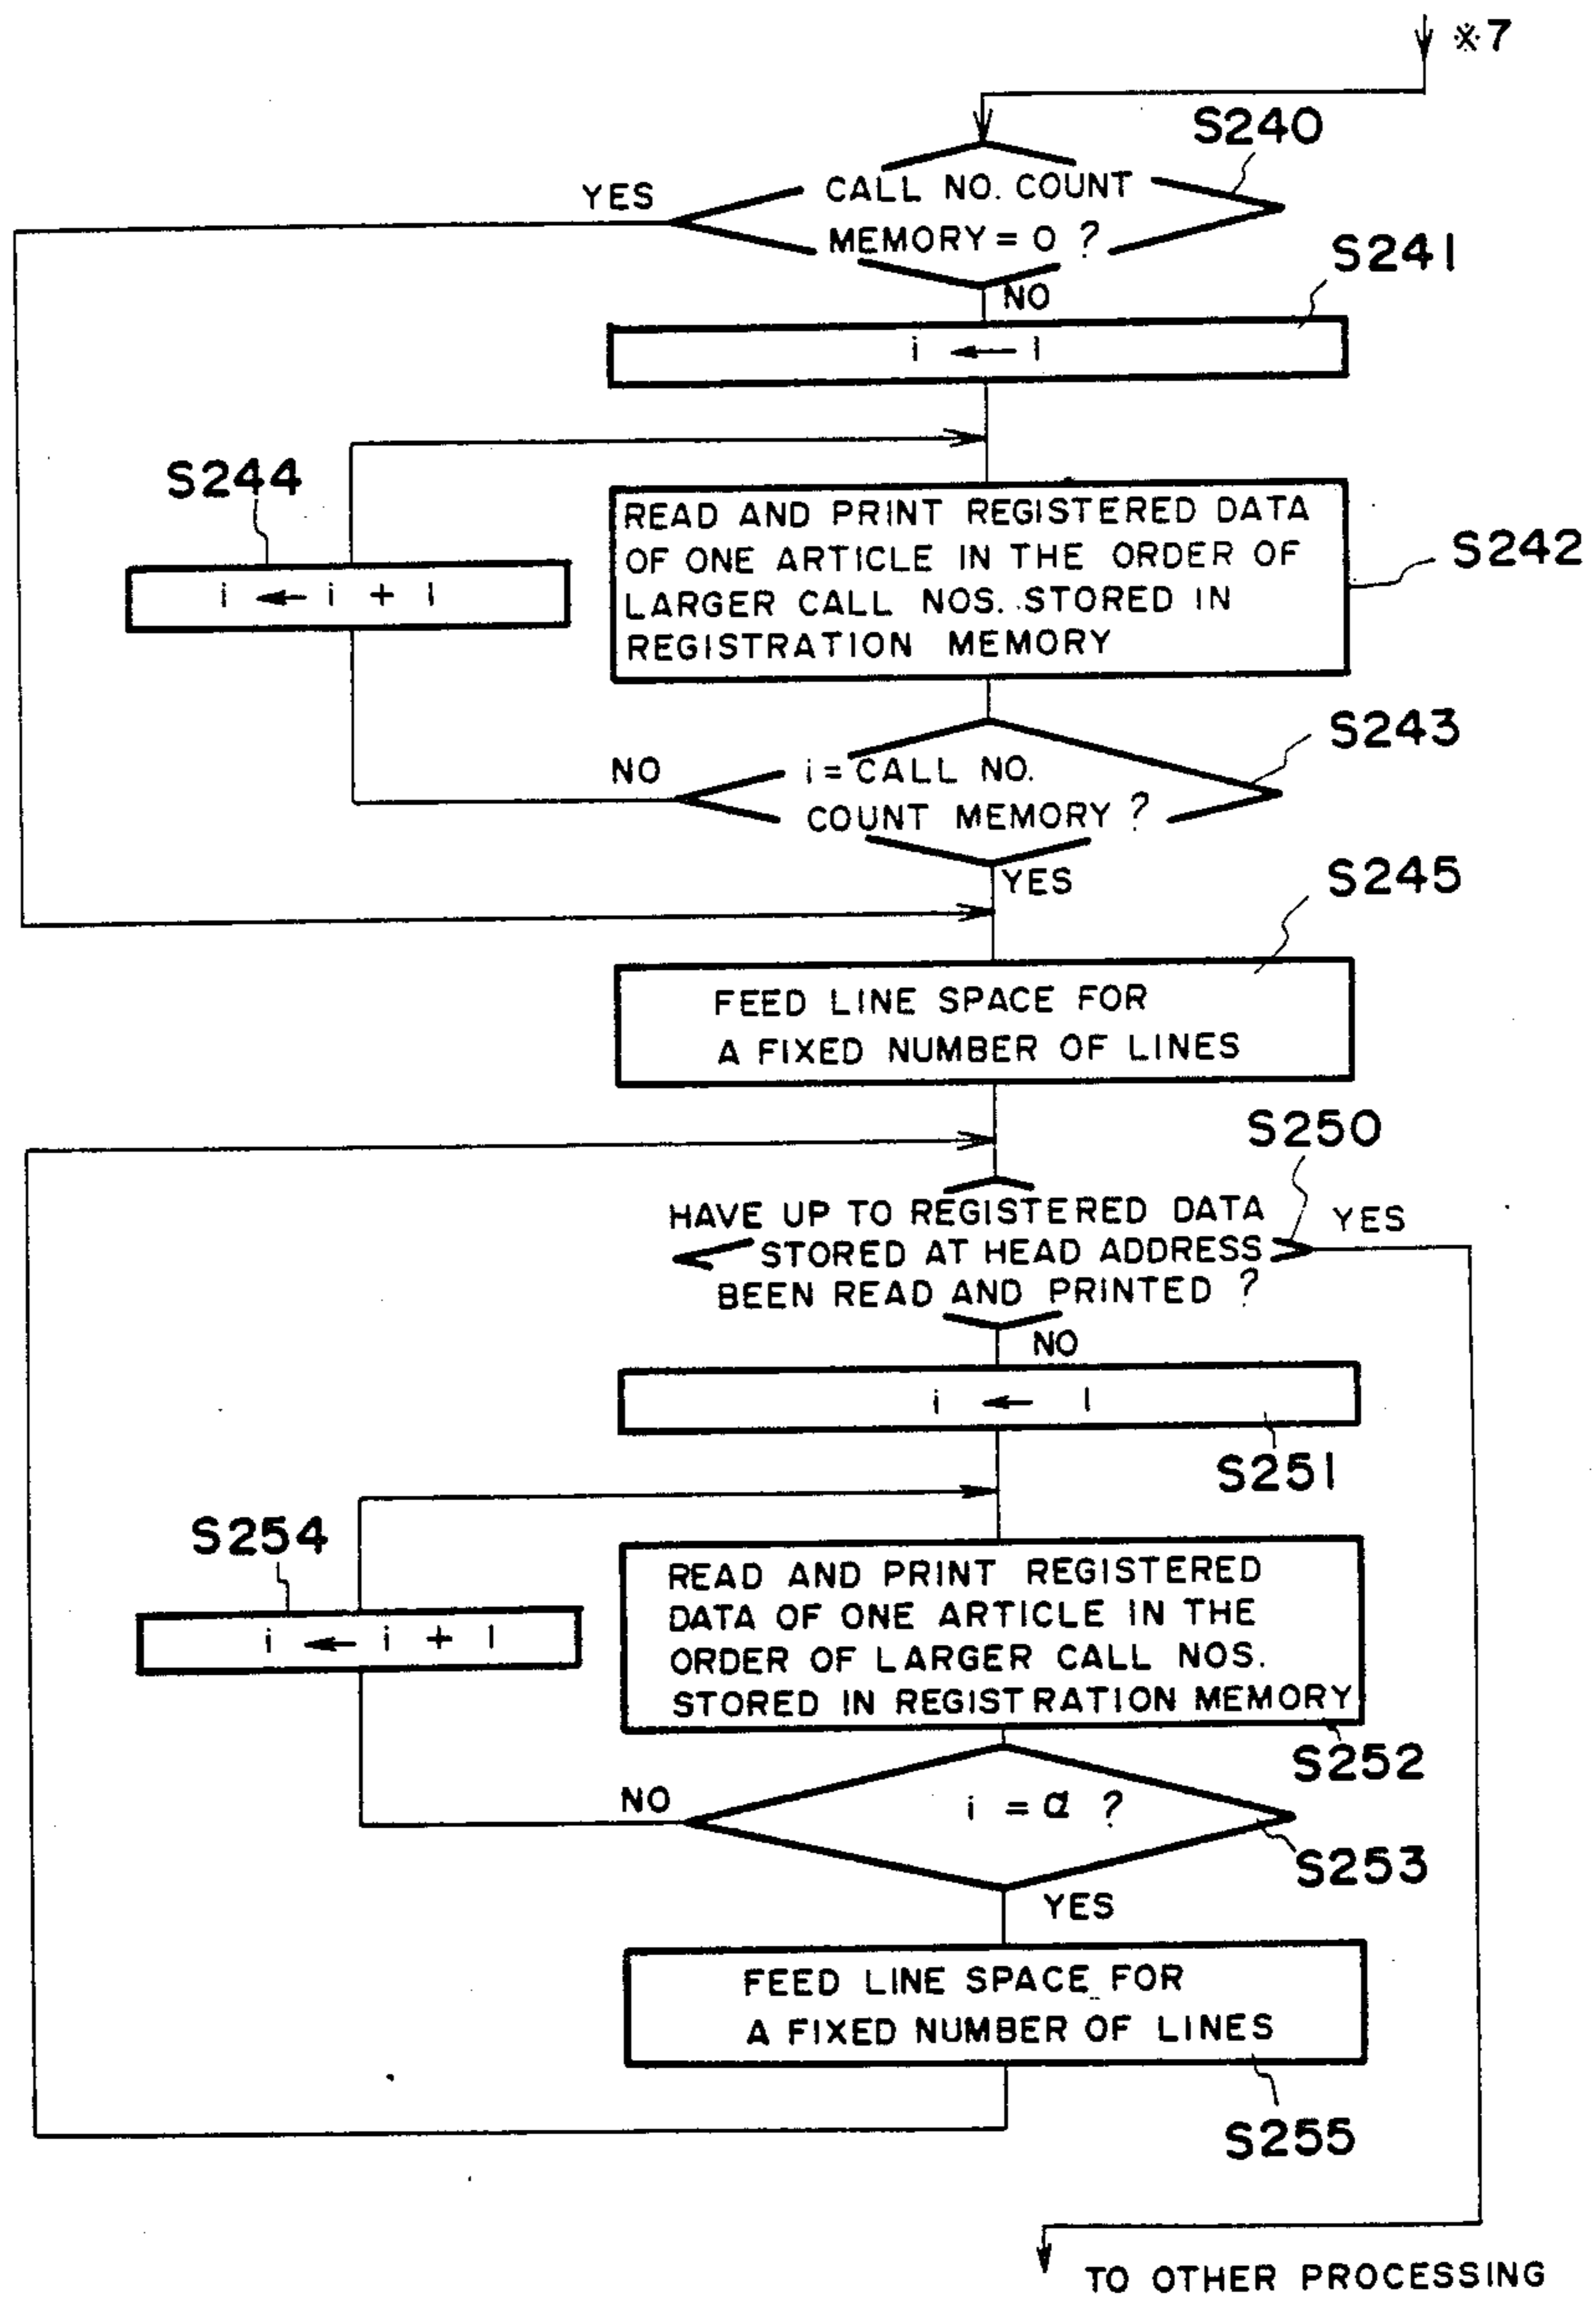 ※7
S240
YES
CALL NO. COUNT
MEMORY = 0 ?
S241
NO
i ← 1
S244
READ AND PRINT REGISTERED DATA
OF ONE ARTICLE IN THE ORDER OF
LARGER CALL NOS. STORED IN
REGISTRATION MEMORY
S242
i ← i + 1
S243
NO
i = CALL NO.
COUNT MEMORY ?
YES
S245
FEED LINE SPACE FOR
A FIXED NUMBER OF LINES
S250
HAVE UP TO REGISTERED DATA
STORED AT HEAD ADDRESS
BEEN READ AND PRINTED ?
YES
NO
i ← 1
S251
S254
READ AND PRINT REGISTERED
DATA OF ONE ARTICLE IN THE
ORDER OF LARGER CALL NOS.
STORED IN REGISTRATION MEMORY
i ← i + 1
S252
NO
i = α ?
S253
YES
FEED LINE SPACE FOR
A FIXED NUMBER OF LINES
S255
TO OTHER PROCESSING